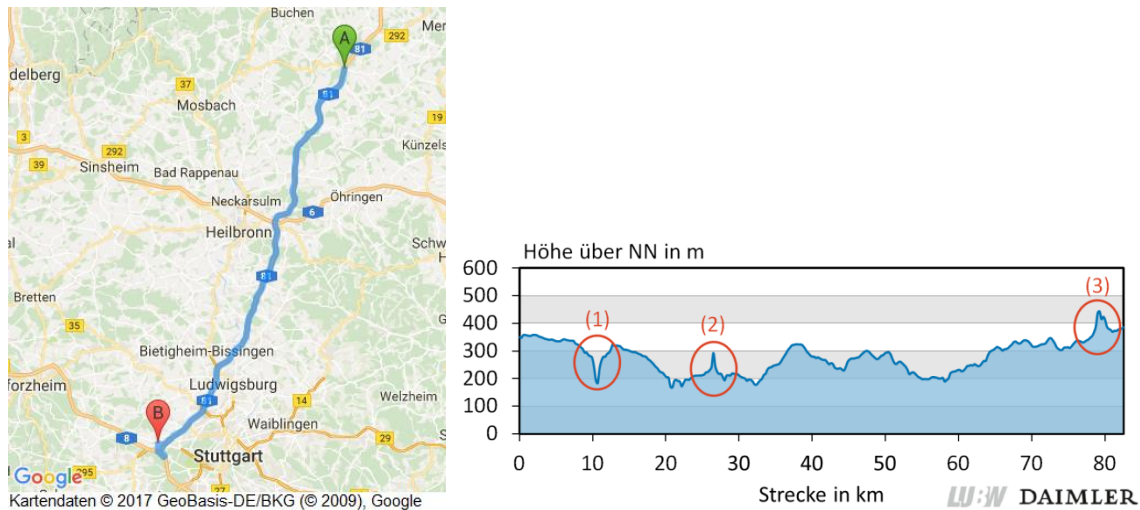 Buchen
A
81
292
Mer
delberg
37
Mosbach
81
19
3
292
Künzels
39
Sinsheim
Bad Rappenau
Neckarsulm
Öhringen
6
Heilbronn
Schw
H
81
Bretten
35
Bietigheim-Bissingen
forzheim
Ludwigsburg
Welzheim
14
81
B
Waiblingen
8
29
Stuttgart
295
Google
Kartendaten © 2017 GeoBasis-DE/BKG (© 2009), Google
Höhe über NN in m
600
500
400
300
200
100
0
(1)
(2)
(3)
0 10 20 30 40 50 60 70 80
Strecke in km
LUBW DAIMLER